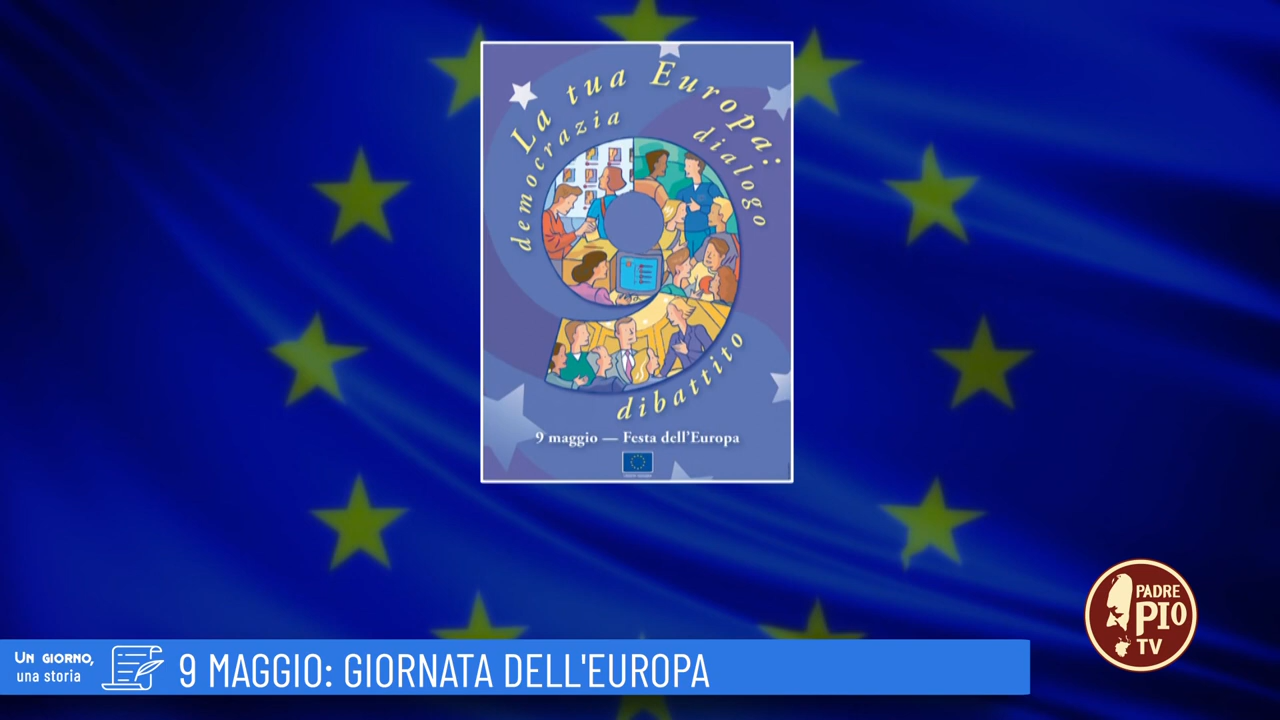 La tua Europa:
democrazia dialogo
dibattito
9 maggio — Festa dell'Europa
Un giorno,
una storia
9 MAGGIO: GIORNATA DELL'EUROPA
PADRE
PIO
TV